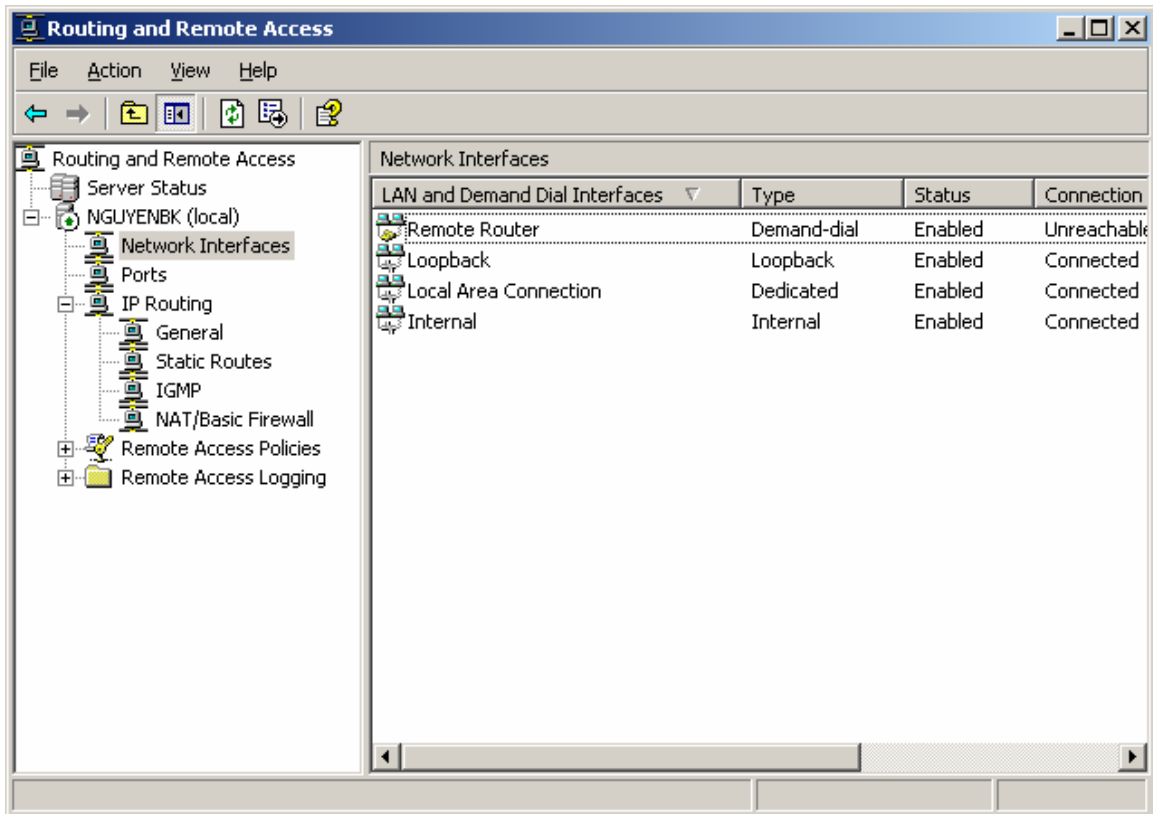 Routing and Remote Access
File Action View Help
Routing and Remote Access
Server Status
NGUYENBK (local)
Network Interfaces
Ports
IP Routing
General
Static Routes
IGMP
NAT/Basic Firewall
Remote Access Policies
Remote Access Logging
Network Interfaces
LAN and Demand Dial Interfaces Type Status Connection
Remote Router Demand-dial Enabled Unreachable
Loopback Loopback Enabled Connected
Local Area Connection Dedicated Enabled Connected
Internal Internal Enabled Connected